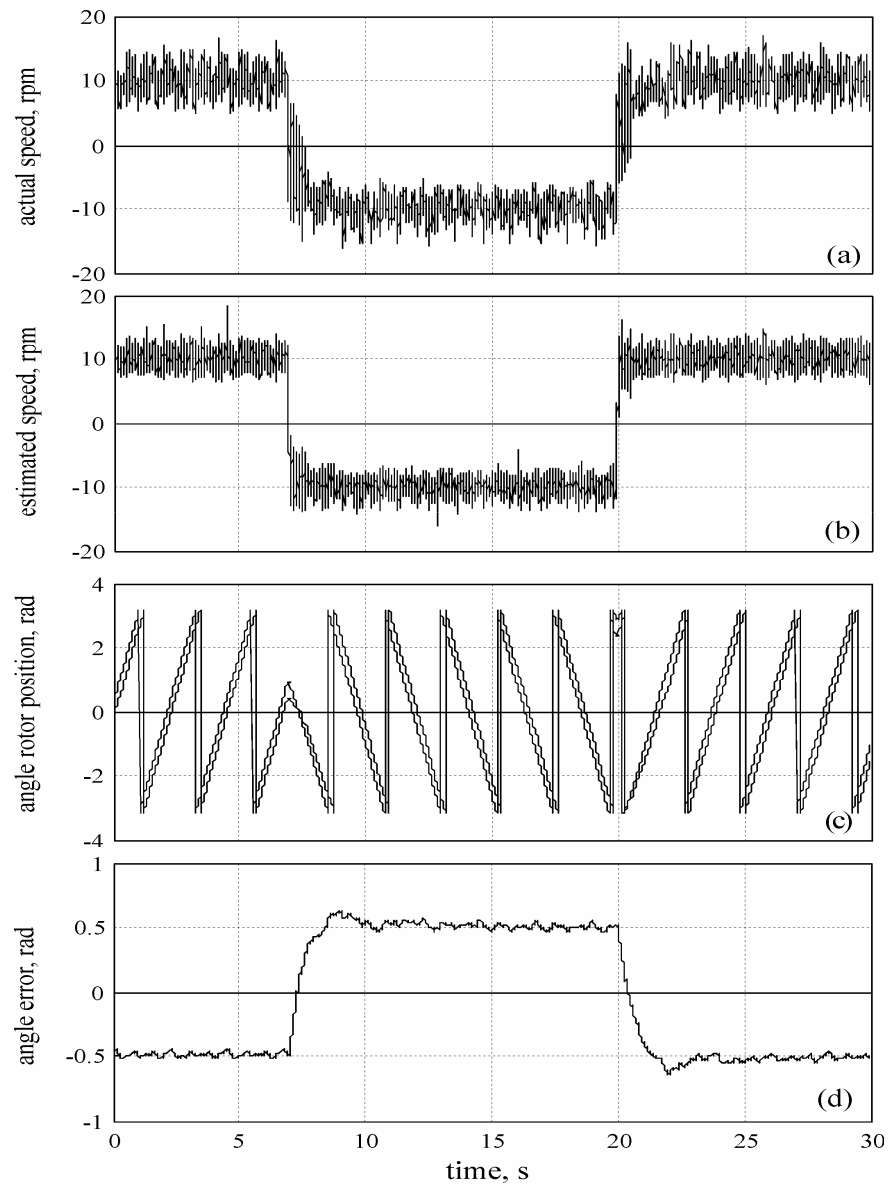 20
10
0
-10
-20
actual speed, rpm
(a)
20
10
0
-10
-20
estimated speed, rpm
(b)
4
2
0
-2
-4
angle rotor position, rad
(c)
1
0.5
0
-0.5
-1
angle error, rad
(d)
0 5 10 15 20 25 30
time, s